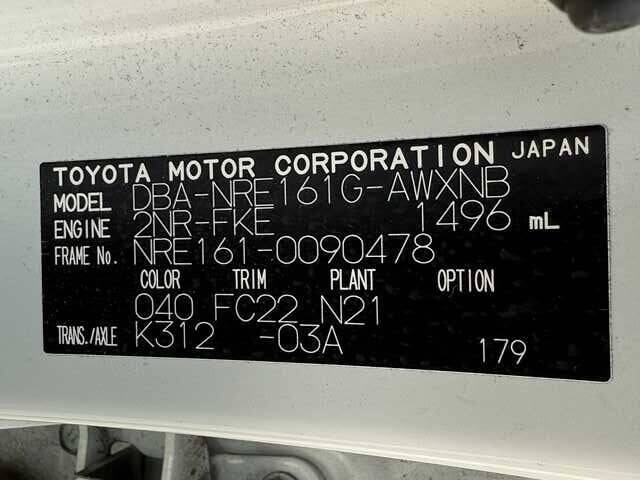 TOYOTA MOTOR CORPORATION JAPAN
MODEL DBA-NRE161G-AWXNB
ENGINE 2NR-FKE 1496 mL
FRAME No. NRE161-0090478
COLOR TRIM PLANT OPTION
040 FC22 N21
TRANS./AXLE K312 -03A
179